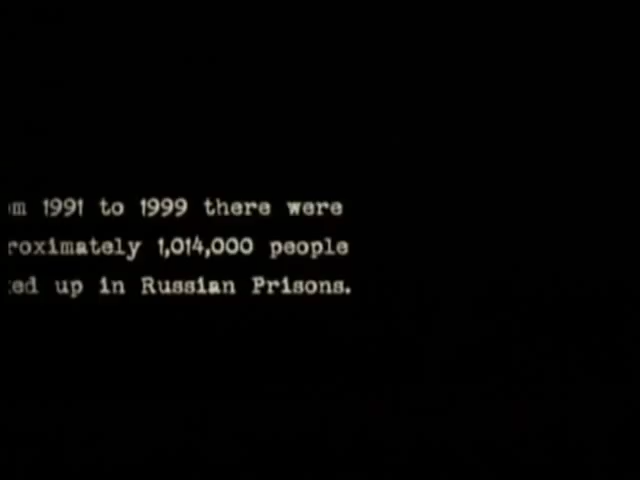 1991 to 1999 there were
1,014,000 people
up in Russian Prisons.